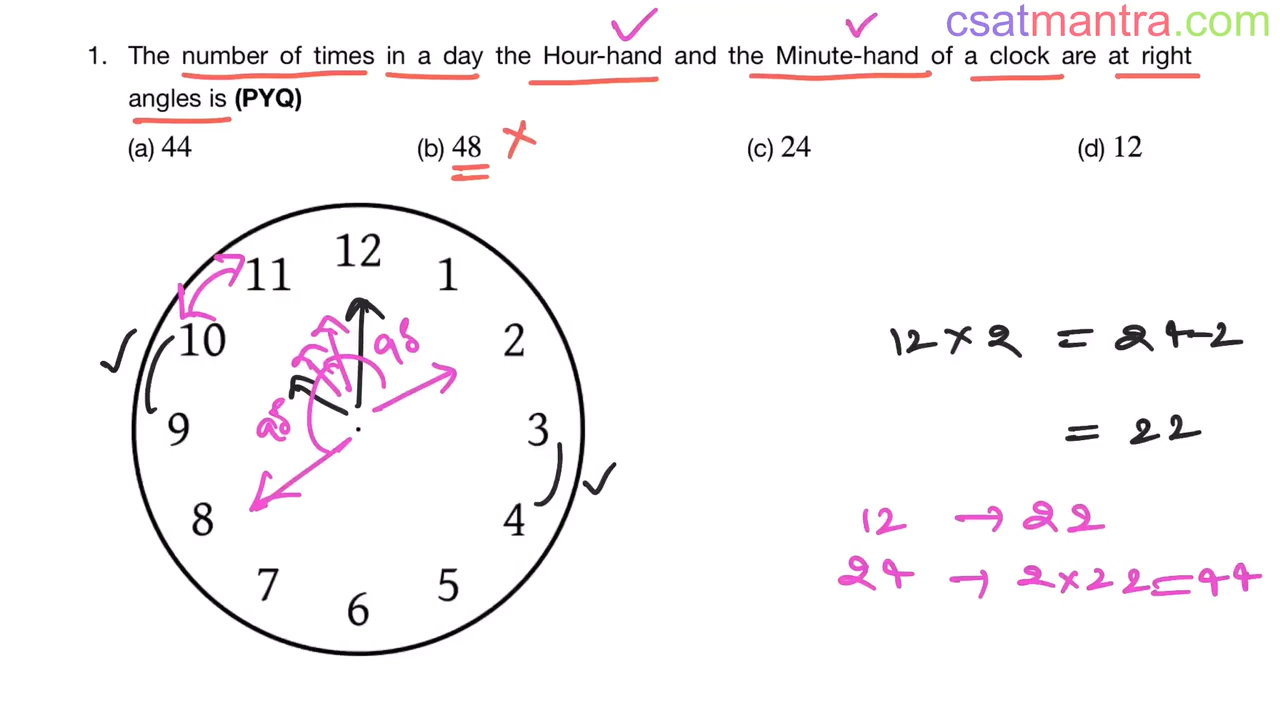 csatmantra.com
1. The number of times in a day the Hour-hand and the Minute-hand of a clock are at right
angles is (PYQ)
(a) 44 (b) 48 (c) 24 (d) 12
12
11 1
10 2
9 3
8 4
7 5
6
90
90
12 × 2 = 24-2
= 22
12 → 22
24 → 2×22=44